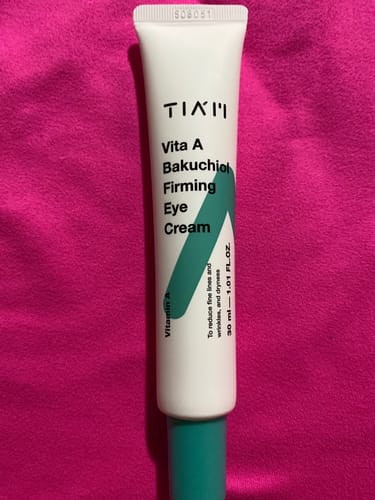 TIA'M
Vita A
Bakuchiol
Firming
Eye
Cream
Vitamin A
To reduce fine lines and
wrinkles, and dryness
30 ml — 1.01 FL.OZ.